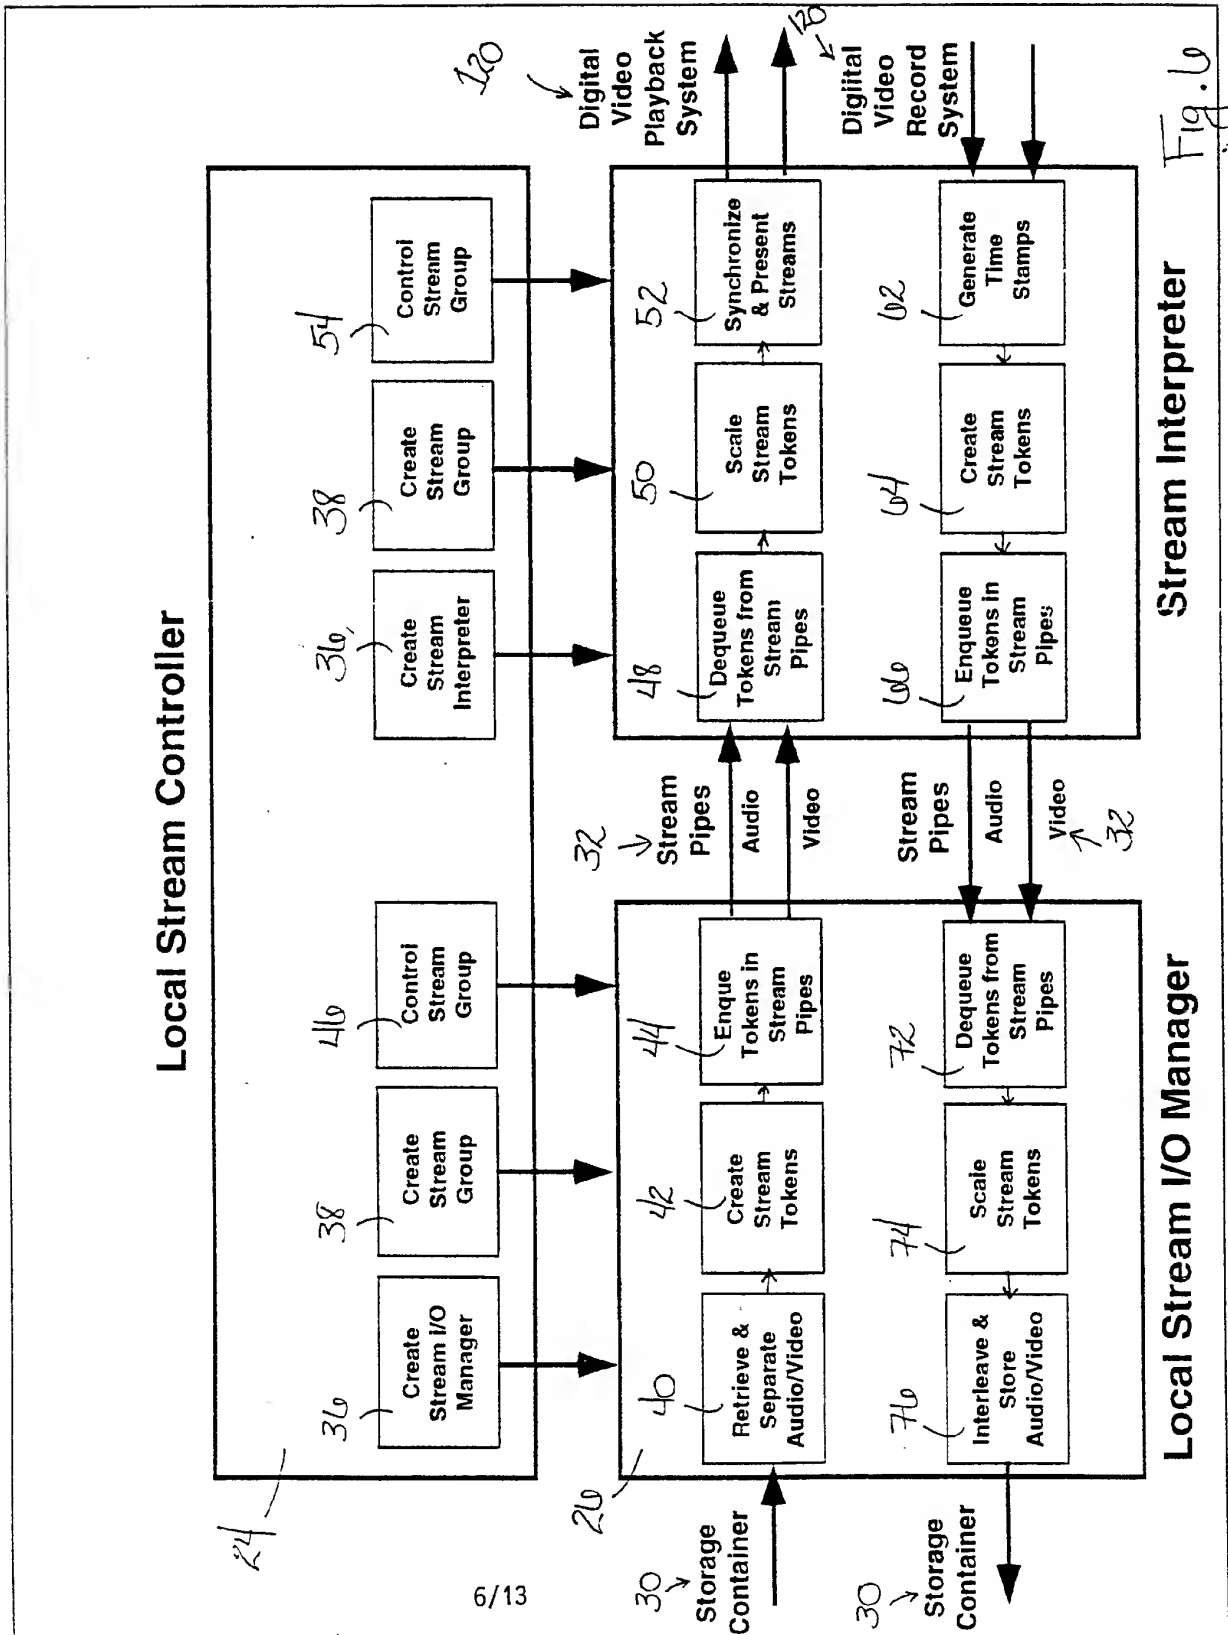 Local Stream Controller
24
36
Create
Stream I/O
Manager
38
Create
Stream
Group
46
Control
Stream
Group
36
Create
Stream
Interpreter
38
Create
Stream
Group
54
Control
Stream
Group
30
Storage
Container
26
40
Retrieve &
Separate
Audio/Video
42
Create
Stream
Tokens
44
Enque
Tokens in
Stream
Pipes
32
Stream
Pipes
Audio
Video
48
Dequeue
Tokens from
Stream
Pipes
50
Scale
Stream
Tokens
52
Synchronize
& Present
Streams
120
Digital
Video
Playback
System
30
Storage
Container
76
Interleave &
Store
Audio/Video
74
Scale
Stream
Tokens
72
Dequeue
Tokens from
Stream
Pipes
Stream
Pipes
Audio
Video
32
66
Enqueue
Tokens in
Stream
Pipes
64
Create
Stream
Tokens
62
Generate
Time
Stamps
120
Digiital
Video
Record
System
Local Stream I/O Manager
Stream Interpreter
Fig. 6
6/13